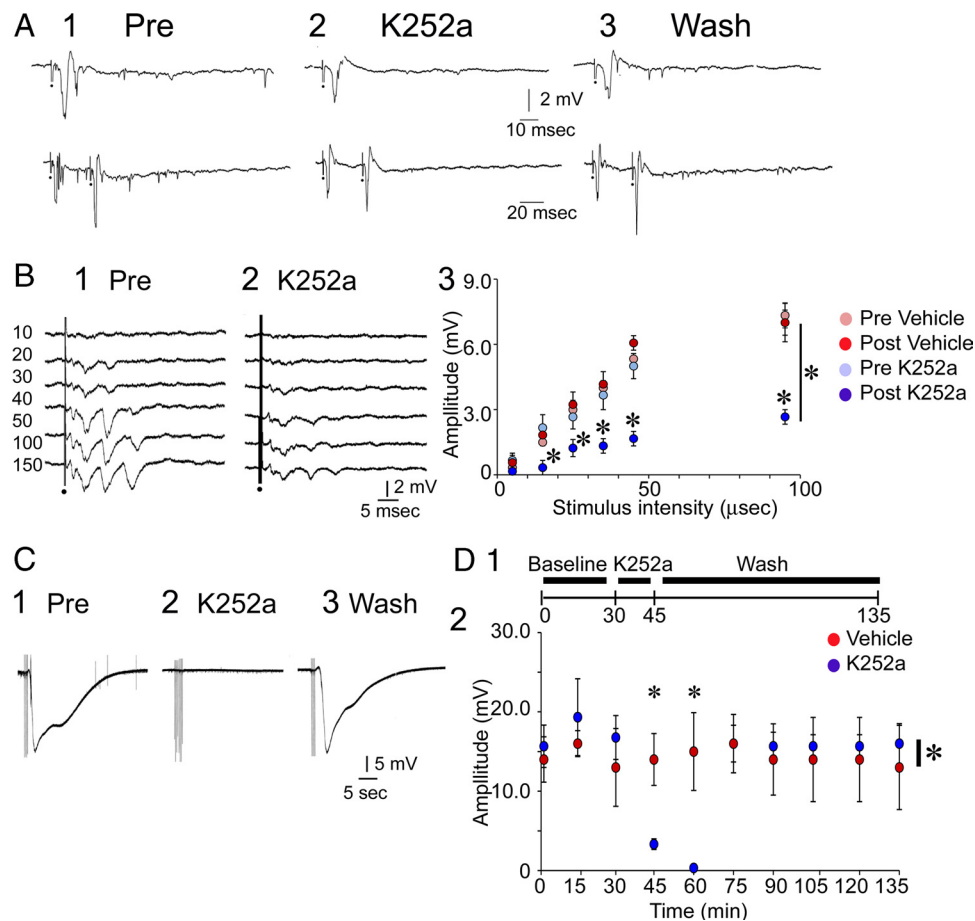 A 1 Pre 2 K252a 3 Wash
2 mV
10 msec
20 msec
B 1 Pre 2 K252a 3
10
20
30
40
50
100
150
2 mV
5 msec
9.0
6.0
3.0
0
Ampllitude (mV)
50 100
Stimulus intensity (μsec)
Pre Vehicle
Post Vehicle
Pre K252a
Post K252a
*
*
*
*
*
*
C
1 Pre 2 K252a 3 Wash
5 mV
5 sec
D 1
Baseline K252a Wash
0 30 45 135
2
30.0
20.0
10.0
0
Ampllitude (mV)
Vehicle
K252a
* *
*
0 15 30 45 60 75 90 105 120 135
Time (min)